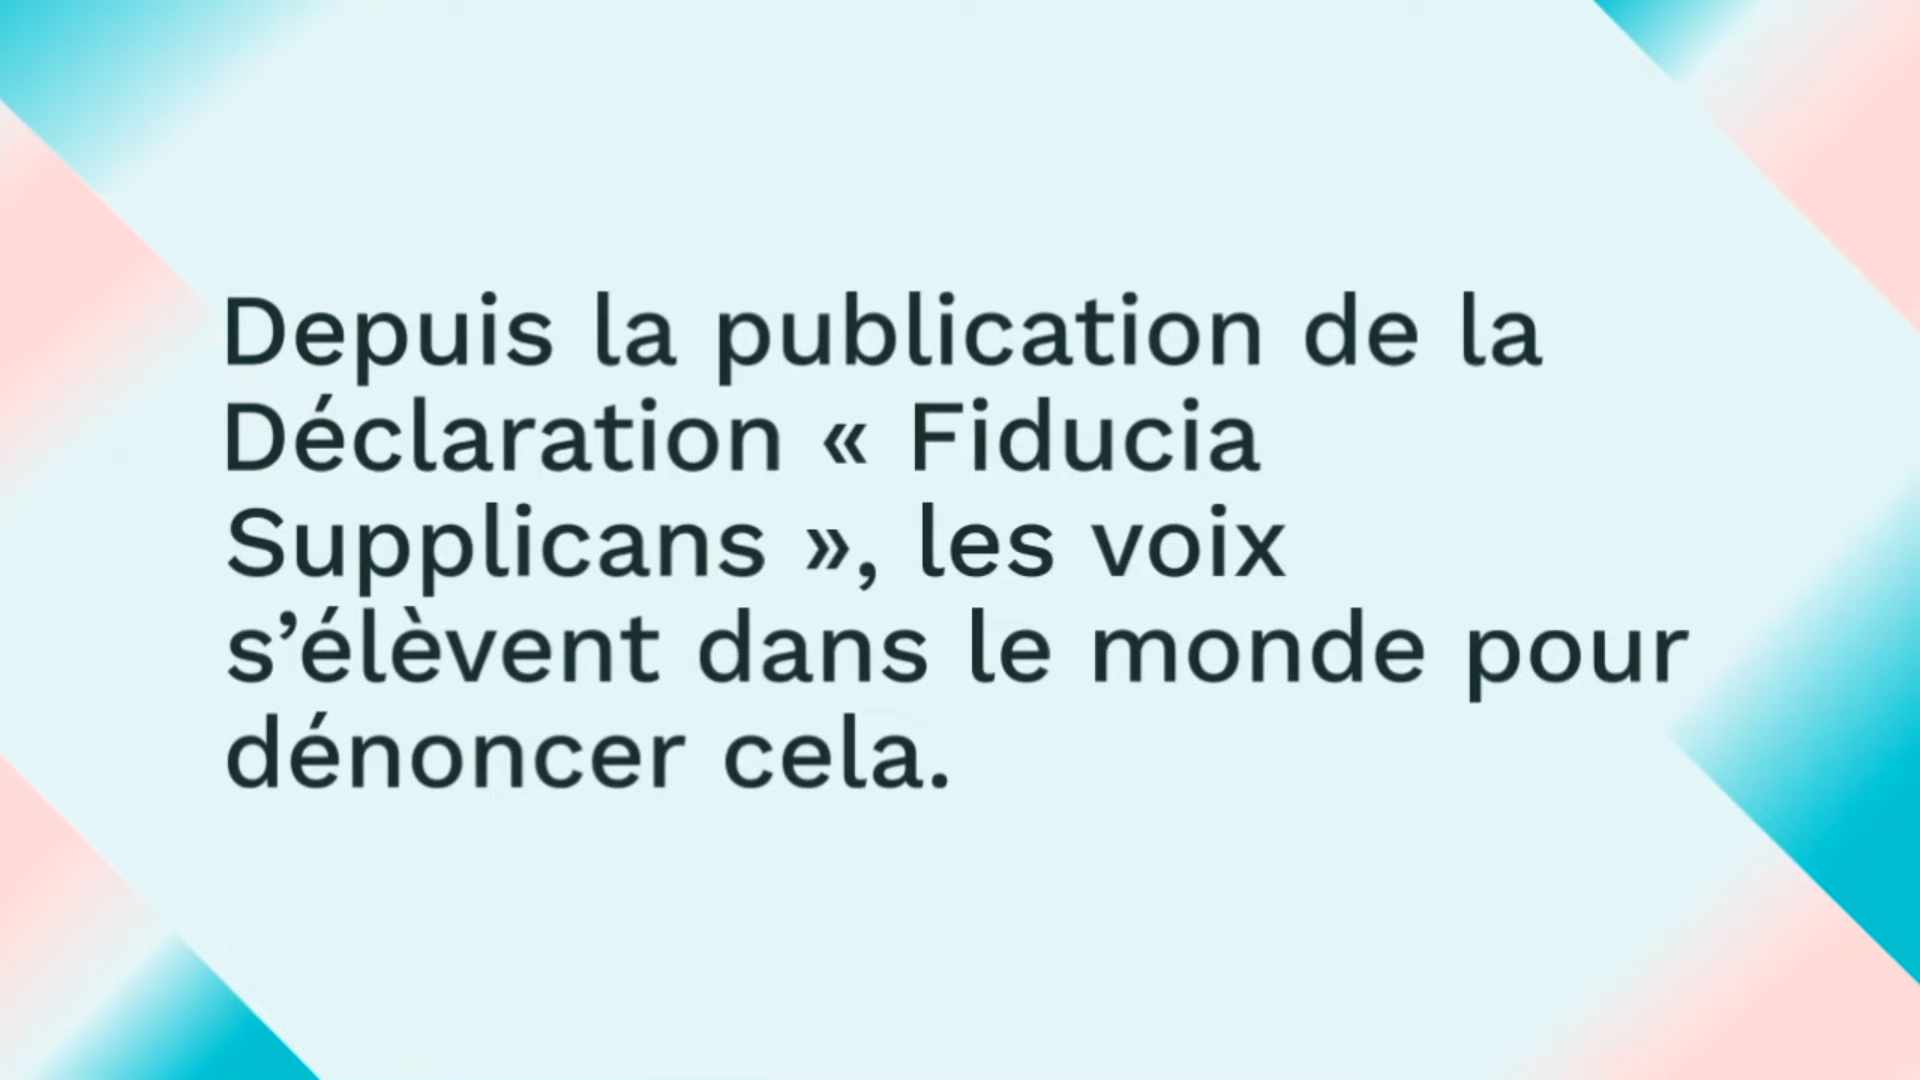 Depuis la publication de la
Déclaration « Fiducia
Supplicans », les voix
s’élèvent dans le monde pour
dénoncer cela.